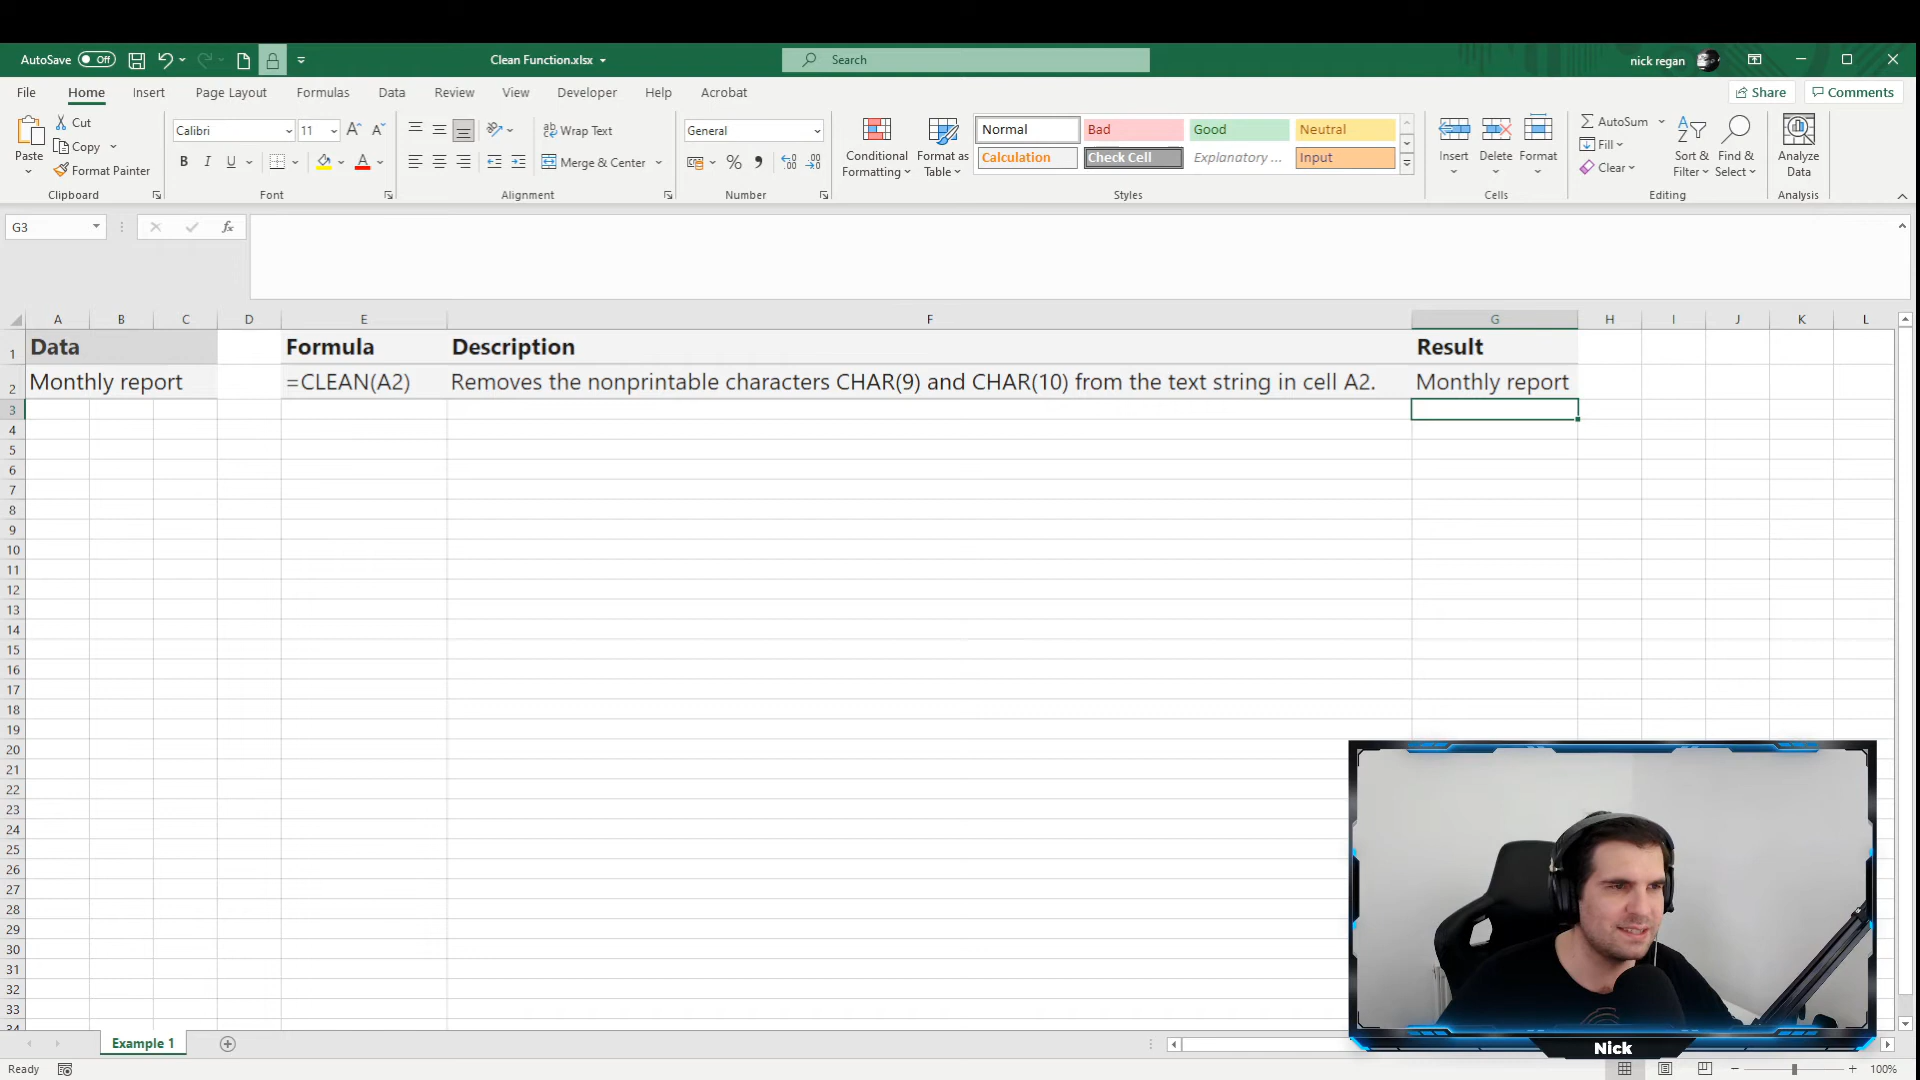 AutoSave Off
Clean Function.xlsx
Search
nick regan
File Home Insert Page Layout Formulas Data Review View Developer Help Acrobat
Share Comments
Paste
Cut
Copy
Format Painter
Clipboard
Calibri 11
B I U
Font
ab Wrap Text
Merge & Center
Alignment
General
%
Number
Conditional Formatting
Format as Table
Normal Bad Good Neutral
Calculation Check Cell Explanatory ... Input
Styles
Insert Delete Format
Cells
AutoSum
Fill
Clear
Sort & Filter
Find & Select
Editing
Analyze Data
Analysis
G3
fx
A B C D E F G H I J K L
1 Data Formula Description Result
2 Monthly report =CLEAN(A2) Removes the nonprintable characters CHAR(9) and CHAR(10) from the text string in cell A2. Monthly report
3
4
5
6
7
8
9
10
11
12
13
14
15
16
17
18
19
20
21
22
23
24
25
26
27
28
29
30
31
32
33
34
Example 1
Nick
Ready
100%